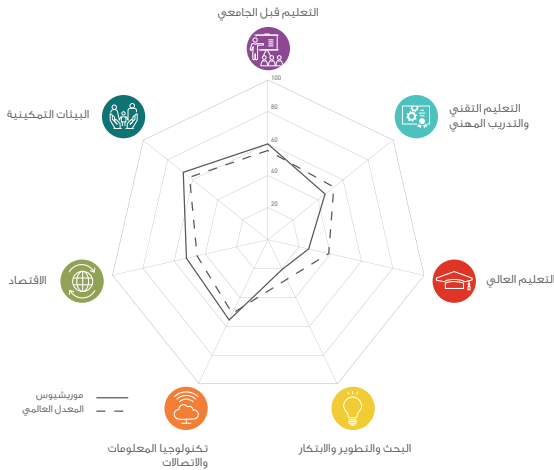 التعليم قبل الجامعي
التعليم التقني
والتدريب المهني
البيئات التمكينية
100
80
60
40
20
التعليم العالي
الاقتصاد
موريشيوس
المعدل العالمي
البحث والتطوير والابتكار
تكنولوجيا المعلومات
والاتصالات